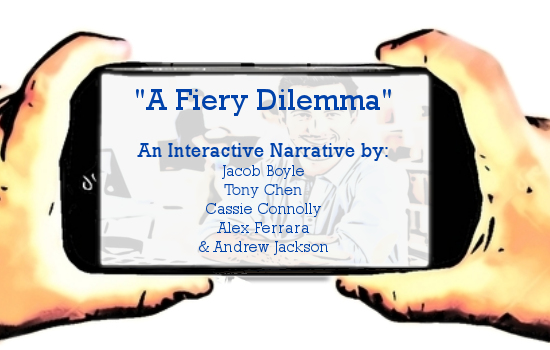 "A Fiery Dilemma"
An Interactive Narrative by:
Jacob Boyle
Tony Chen
Cassie Connolly
Alex Ferrara
& Andrew Jackson